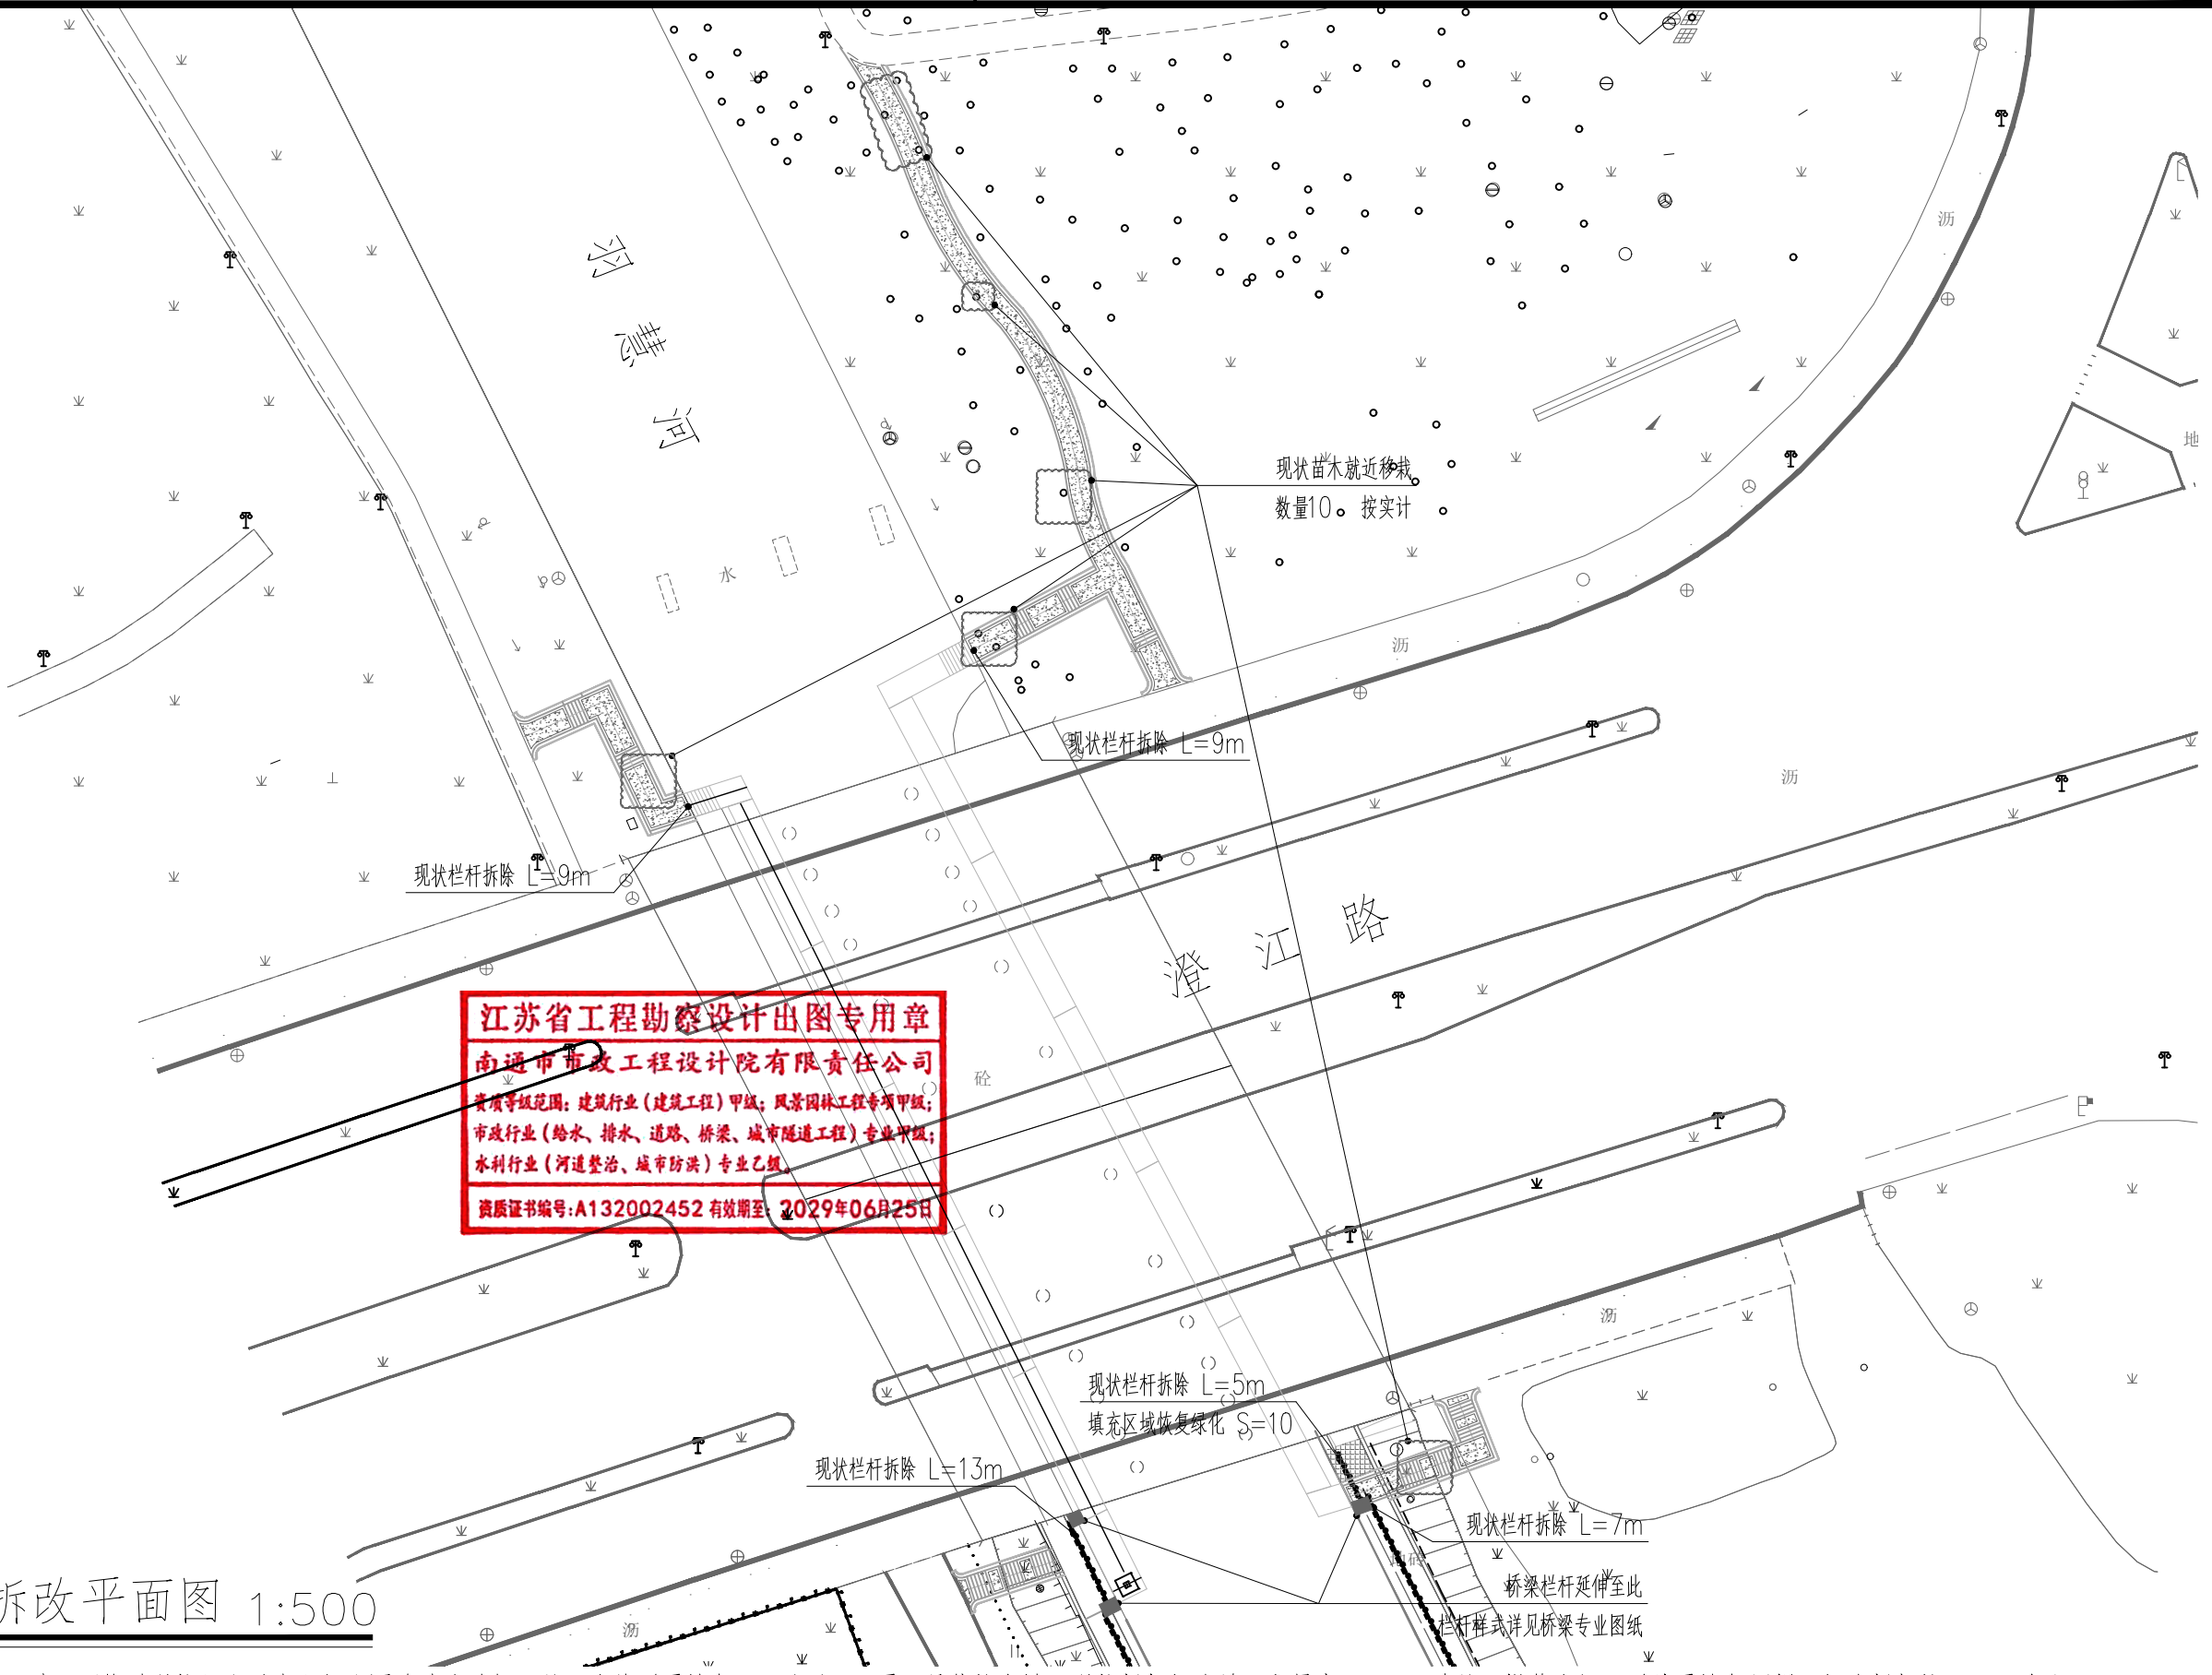 羽慧河
现状苗木就近移栽
数量10。按实计
水
沥
沥
地
沥
现状栏杆拆除 L=9m
现状栏杆拆除 L=9m
澄江路
江苏省工程勘察设计出图专用章
南通市市政工程设计院有限责任公司
资质等级范围：建筑行业（建筑工程）甲级；风景园林工程专项甲级；
市政行业（给水、排水、道路、桥梁、城市隧道工程）专业甲级；
水利行业（河道整治、城市防洪）专业乙级。
资质证书编号:A132002452 有效期至: 2029年06月25日
砼
沥
现状栏杆拆除 L=5m
填充区域恢复绿化 S=10
现状栏杆拆除 L=13m
现状栏杆拆除 L=7m
桥梁栏杆延伸至此
栏杆样式详见桥梁专业图纸
沥
拆改平面图 1:500